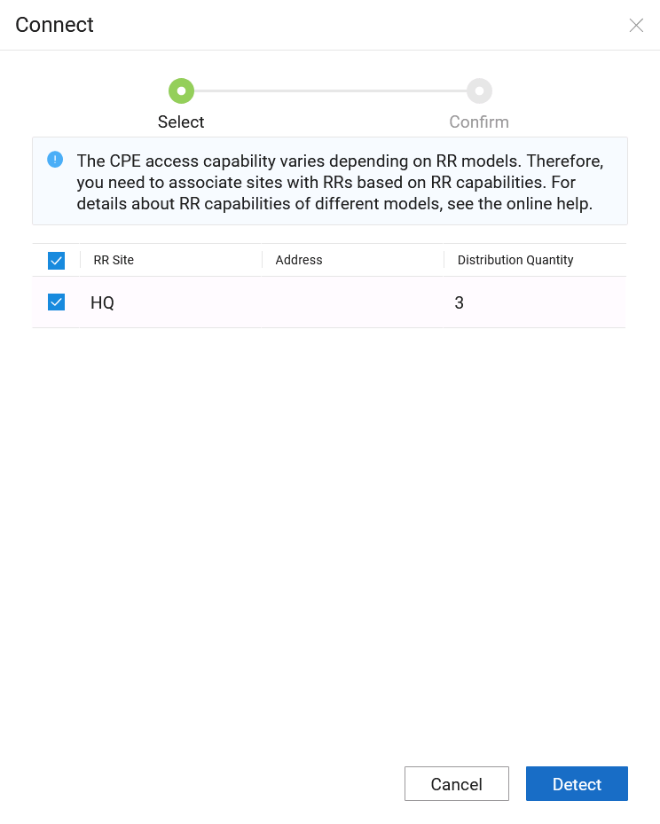 Connect
Select
Confirm
The CPE access capability varies depending on RR models. Therefore,
you need to associate sites with RRs based on RR capabilities. For
details about RR capabilities of different models, see the online help.
RR Site
Address
Distribution Quantity
HQ
3
Cancel
Detect